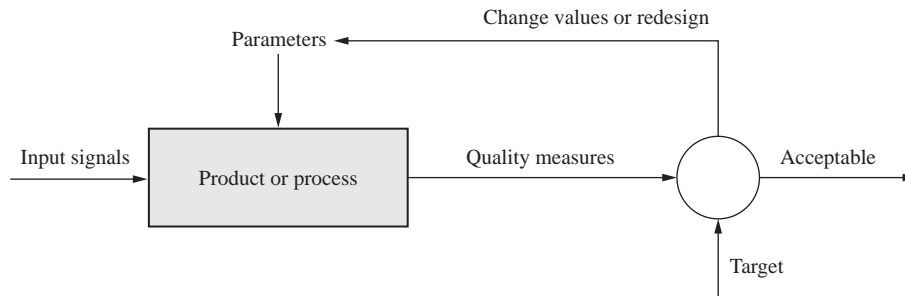 Change values or redesign
Parameters
Input signals
Product or process
Quality measures
Acceptable
Target